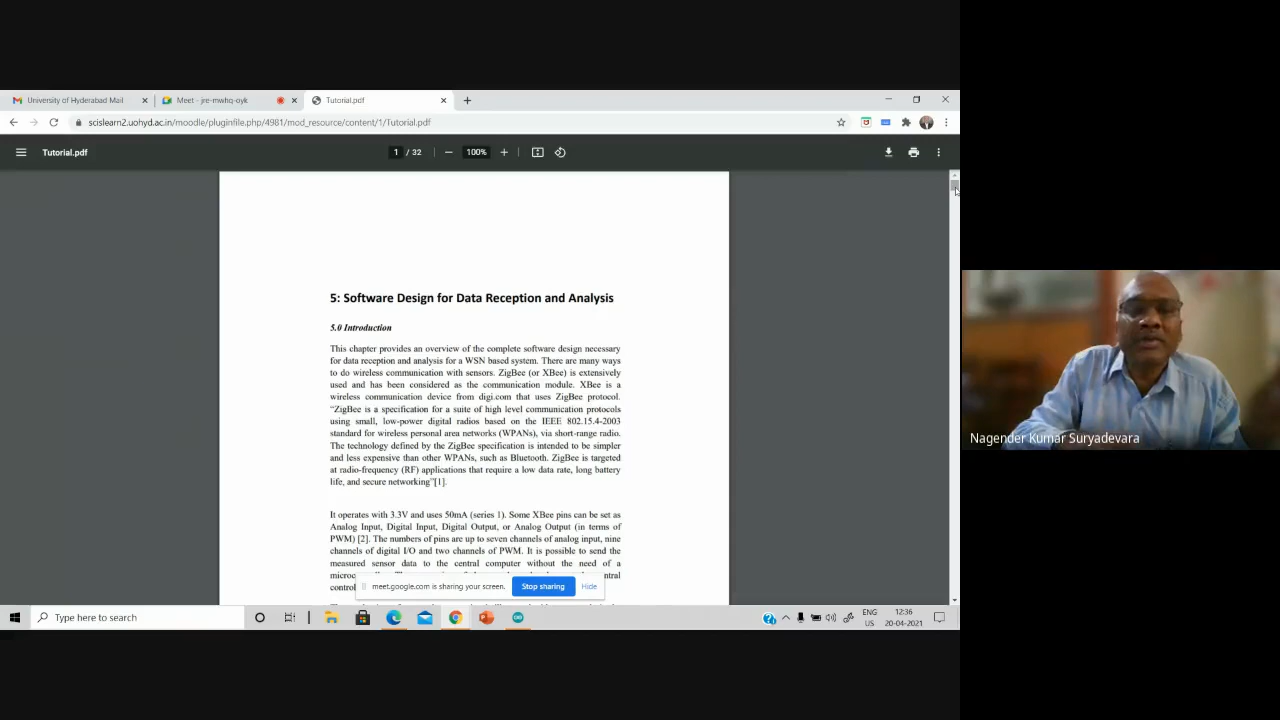 University of Hyderabad Mail
Meet - jre-mwhq-oyk
Tutorial.pdf
scislearn2.uohyd.ac.in/moodle/pluginfile.php/4981/mod_resource/content/1/Tutorial.pdf
Tutorial.pdf
1 / 32
100%
5: Software Design for Data Reception and Analysis
5.0 Introduction
This chapter provides an overview of the complete software design necessary
for data reception and analysis for a WSN based system. There are many ways
to do wireless communication with sensors. ZigBee (or XBee) is extensively
used and has been considered as the communication module. XBee is a
wireless communication device from digi.com that uses ZigBee protocol.
“ZigBee is a specification for a suite of high level communication protocols
using small, low-power digital radios based on the IEEE 802.15.4-2003
standard for wireless personal area networks (WPANs), via short-range radio.
The technology defined by the ZigBee specification is intended to be simpler
and less expensive than other WPANs, such as Bluetooth. ZigBee is targeted
at radio-frequency (RF) applications that require a low data rate, long battery
life, and secure networking”[1].
It operates with 3.3V and uses 50mA (series 1). Some XBee pins can be set as
Analog Input, Digital Input, Digital Output, or Analog Output (in terms of
PWM) [2]. The numbers of pins are up to seven channels of analog input, nine
channels of digital I/O and two channels of PWM. It is possible to send the
measured sensor data to the central computer without the need of a
meet.google.com is sharing your screen.
Stop sharing
Hide
Nagender Kumar Suryadevara
Type here to search
ENG
US
12:36
20-04-2021